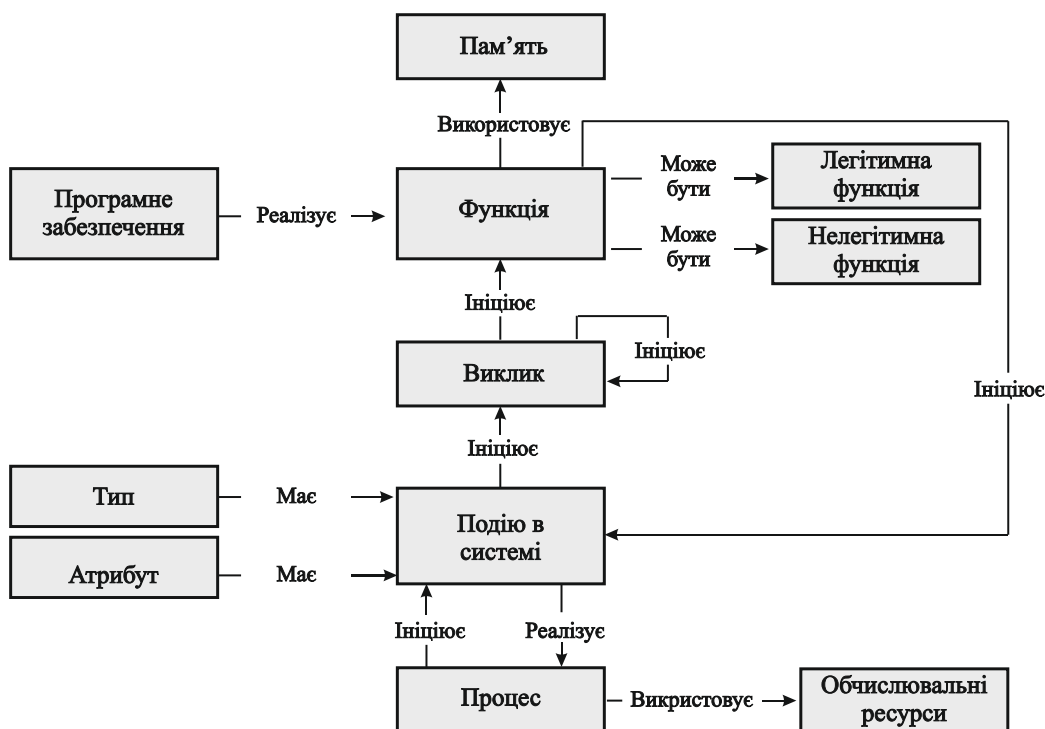 Пам’ять
Використовує
Програмне
забезпечення
Реалізує
Функція
Може
бути
Легітимна
функція
Може
бути
Нелегітимна
функція
Ініціює
Ініціює
Виклик
Ініціює
Ініціює
Тип
Має
Подію в
системі
Атрибут
Має
Ініціює
Реалізує
Процес
Викристовує
Обчислювальні
ресурси